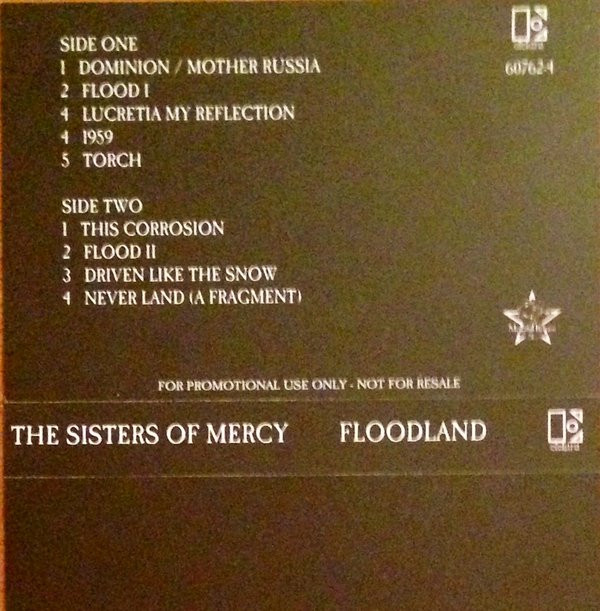 SIDE ONE
1 DOMINION / MOTHER RUSSIA
2 FLOOD I
4 LUCRETIA MY REFLECTION
4 1959
5 TORCH
SIDE TWO
1 THIS CORROSION
2 FLOOD II
3 DRIVEN LIKE THE SNOW
4 NEVER LAND (A FRAGMENT)
elektra
60762-4
FOR PROMOTIONAL USE ONLY - NOT FOR RESALE
THE SISTERS OF MERCY FLOODLAND
elektra